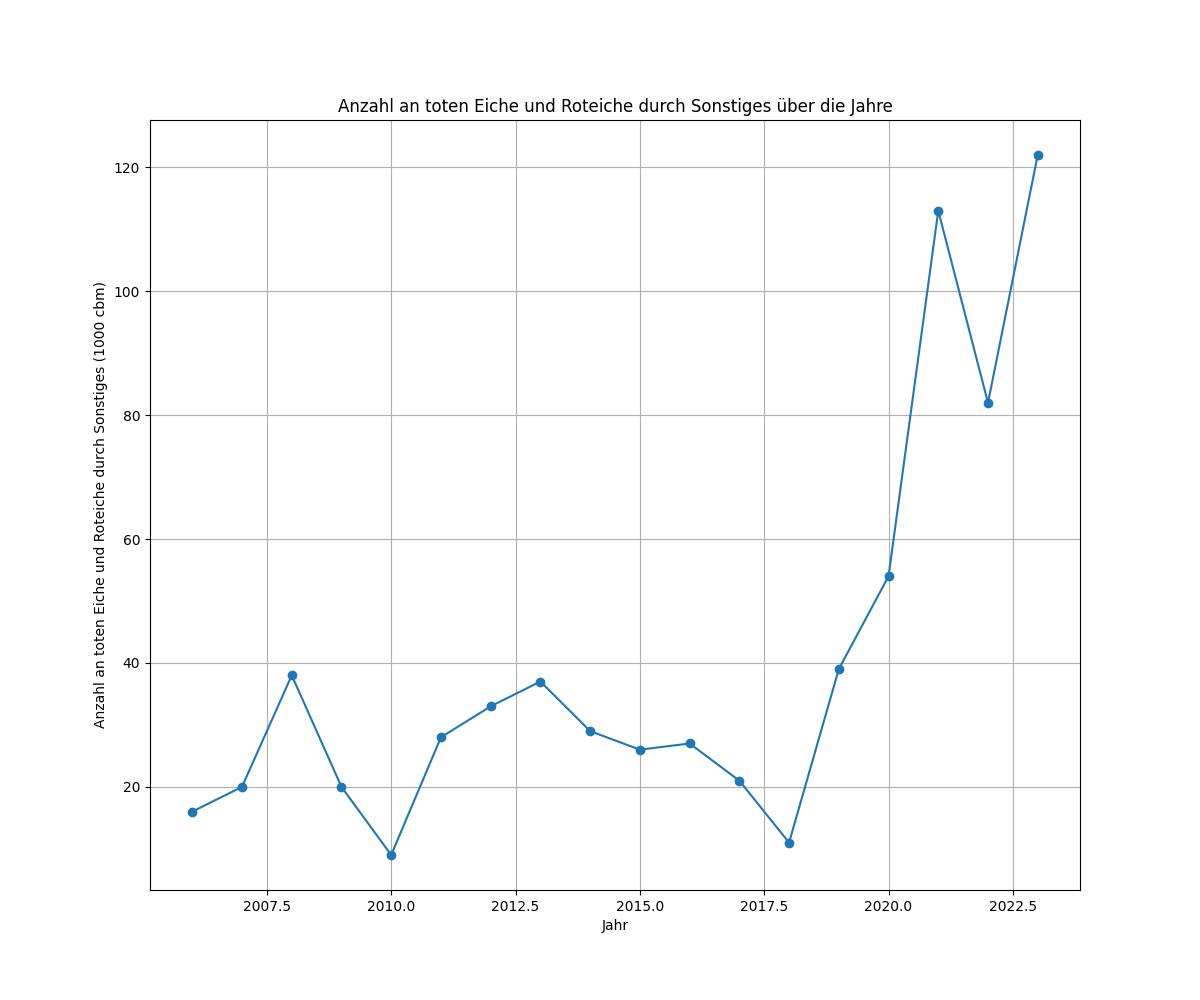 Anzahl an toten Eiche und Roteiche durch Sonstiges über die Jahre
Anzahl an toten Eiche und Roteiche durch Sonstiges (1000 cbm)
120
100
80
60
40
20
2007.5 2010.0 2012.5 2015.0 2017.5 2020.0 2022.5
Jahr